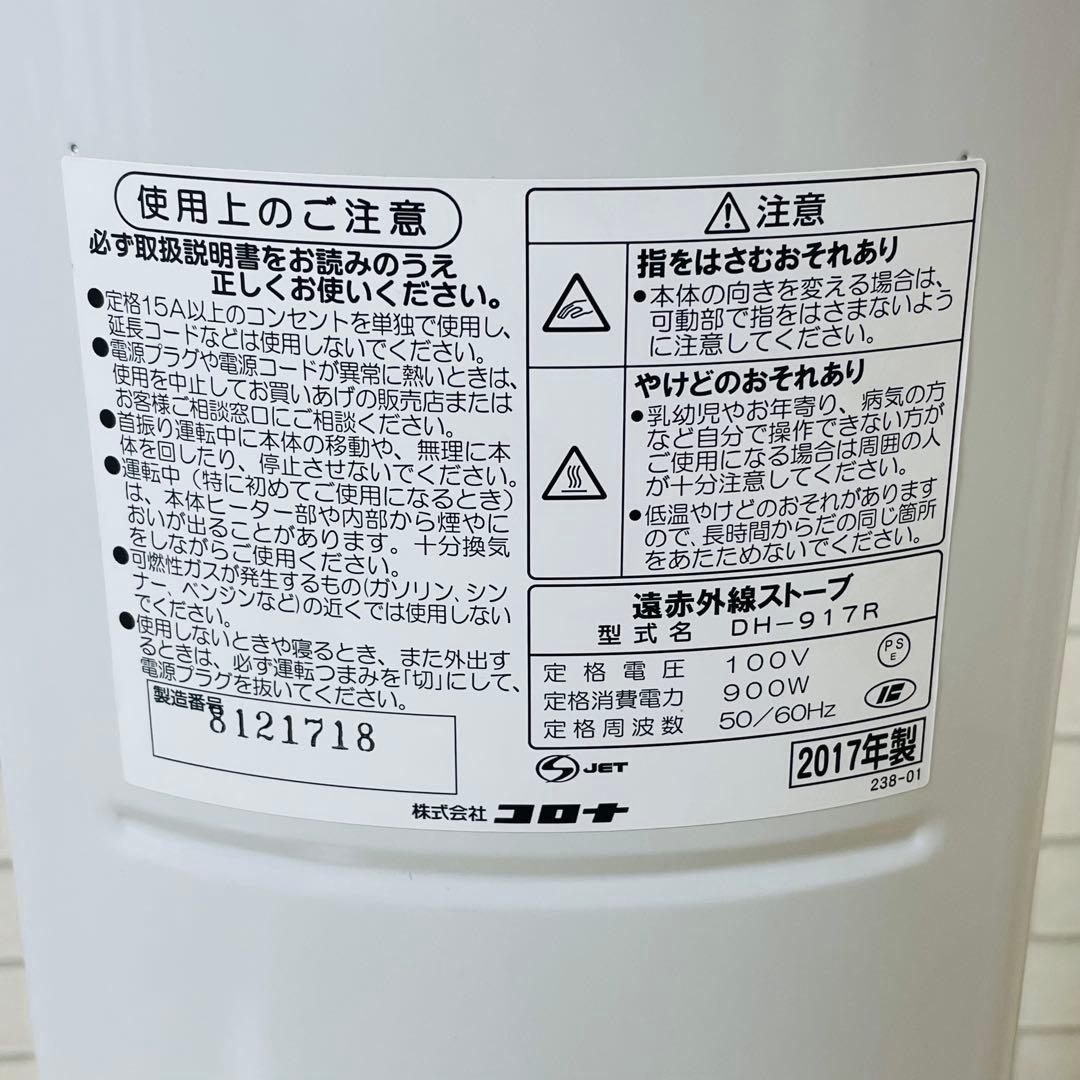 使用上のご注意
必ず取扱説明書をお読みのうえ
正しくお使いください。
●定格15A以上のコンセントを単独で使用し、
延長コードなどは使用しないでください。
●電源プラグや電源コードが異常に熱いときは、
使用を中止してお買いあげの販売店または
お客様ご相談窓口にご相談ください。
●首振り運転中に本体の移動や、無理に本
体を回したり、停止させないでください。
●運転中（特に初めてご使用になるとき）
は、本体ヒーター部や内部から煙やに
おいが出ることがあります。十分換気
をしながらご使用ください。
●可燃性ガスが発生するもの(ガソリン、シン
ナー、ベンジンなど)の近くでは使用しない
でください。
●使用しないときや寝るとき、また外出す
るときは、必ず運転つまみを「切」にして、
電源プラグを抜いてください。
製造番号
8121718
注意
指をはさむおそれあり
●本体の向きを変える場合は、
可動部で指をはさまないよう
に注意してください。
やけどのおそれあり
●乳幼児やお年寄り、病気の方
など自分で操作できない方が
ご使用になる場合は周囲の人
が十分注意してください。
●低温やけどのおそれがあります
ので、長時間からだの同じ箇所
をあたためないでください。
遠赤外線ストーブ
型式名 DH-917R
定格電圧 100V
定格消費電力 900W
定格周波数 50/60Hz
PS
E
JET
2017年製
238-01
株式会社 コロナ